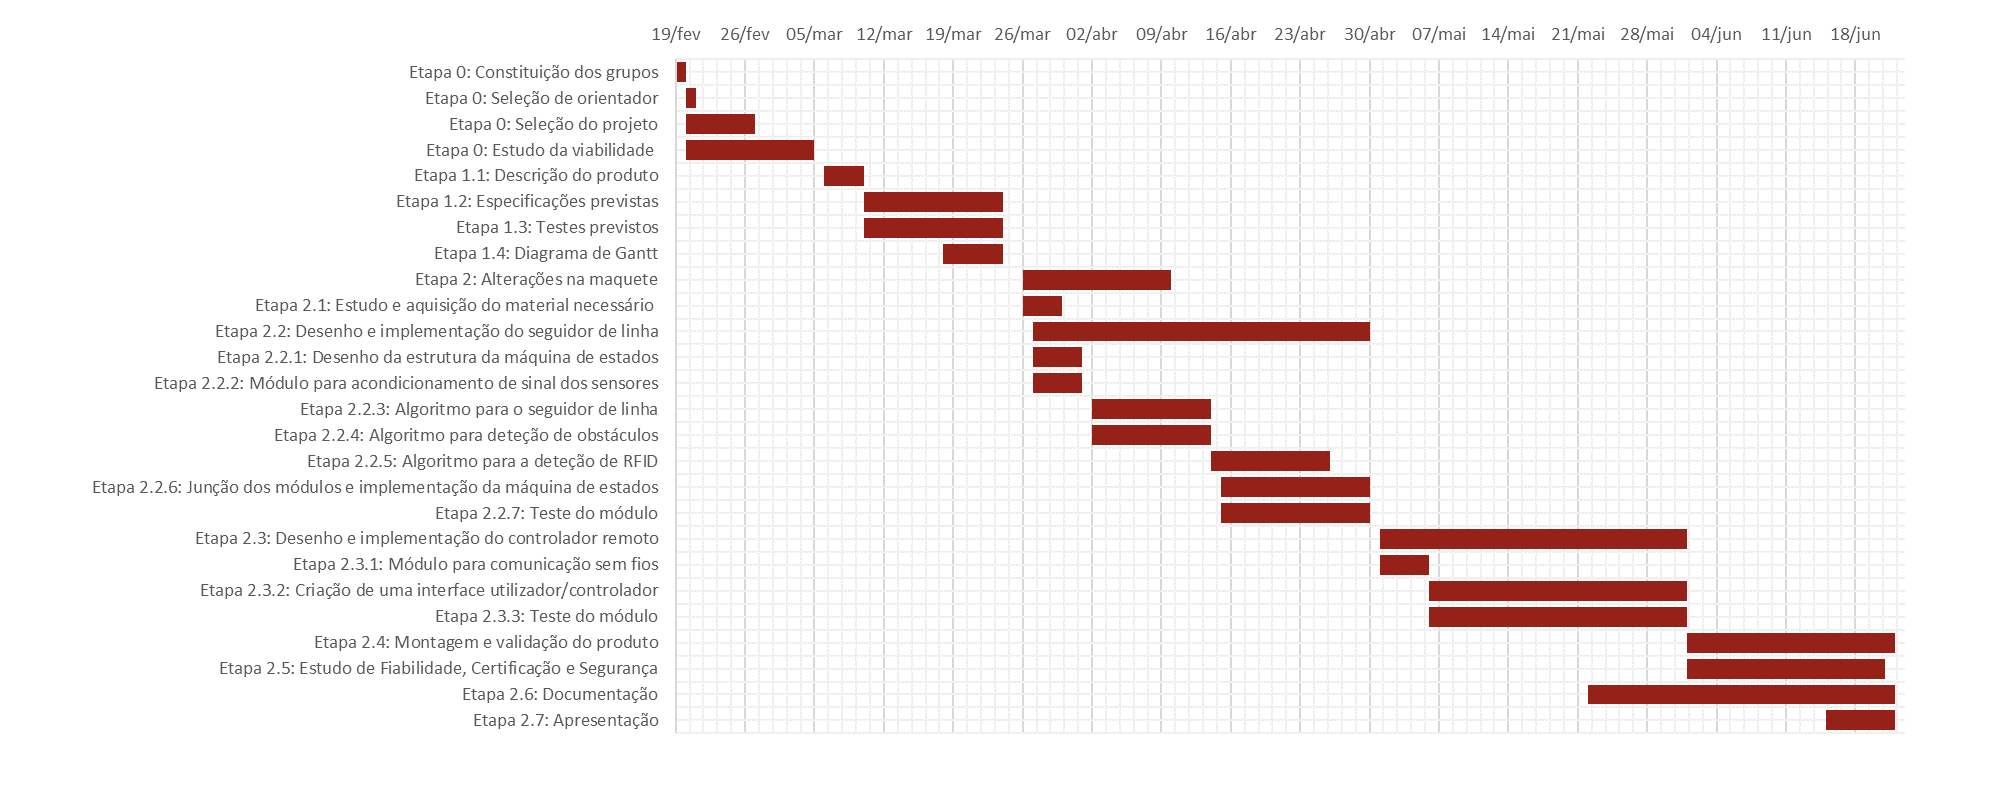 19/fev 26/fev 05/mar 12/mar 19/mar 26/mar 02/abr 09/abr 16/abr 23/abr 30/abr 07/mai 14/mai 21/mai 28/mai 04/jun 11/jun 18/jun
Etapa 0: Constituição dos grupos
Etapa 0: Seleção de orientador
Etapa 0: Seleção do projeto
Etapa 0: Estudo da viabilidade
Etapa 1.1: Descrição do produto
Etapa 1.2: Especificações previstas
Etapa 1.3: Testes previstos
Etapa 1.4: Diagrama de Gantt
Etapa 2: Alterações na maquete
Etapa 2.1: Estudo e aquisição do material necessário
Etapa 2.2: Desenho e implementação do seguidor de linha
Etapa 2.2.1: Desenho da estrutura da máquina de estados
Etapa 2.2.2: Módulo para acondicionamento de sinal dos sensores
Etapa 2.2.3: Algoritmo para o seguidor de linha
Etapa 2.2.4: Algoritmo para deteção de obstáculos
Etapa 2.2.5: Algoritmo para a deteção de RFID
Etapa 2.2.6: Junção dos módulos e implementação da máquina de estados
Etapa 2.2.7: Teste do módulo
Etapa 2.3: Desenho e implementação do controlador remoto
Etapa 2.3.1: Módulo para comunicação sem fios
Etapa 2.3.2: Criação de uma interface utilizador/controlador
Etapa 2.3.3: Teste do módulo
Etapa 2.4: Montagem e validação do produto
Etapa 2.5: Estudo de Fiabilidade, Certificação e Segurança
Etapa 2.6: Documentação
Etapa 2.7: Apresentação